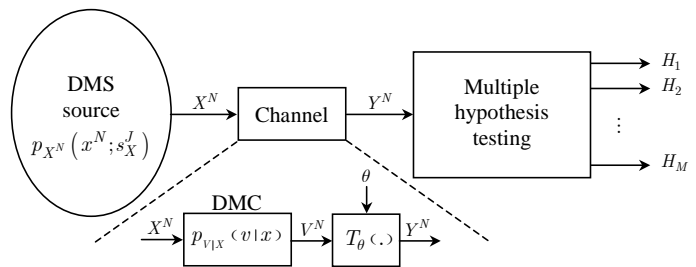 DMS
source
p_{X^N}(x^N; s_X^J)
X^N
Channel
Y^N
Multiple
hypothesis
testing
H_1
H_2
⋮
H_M
θ
DMC
X^N
p_{V|X}(v|x)
V^N
T_θ(.)
Y^N